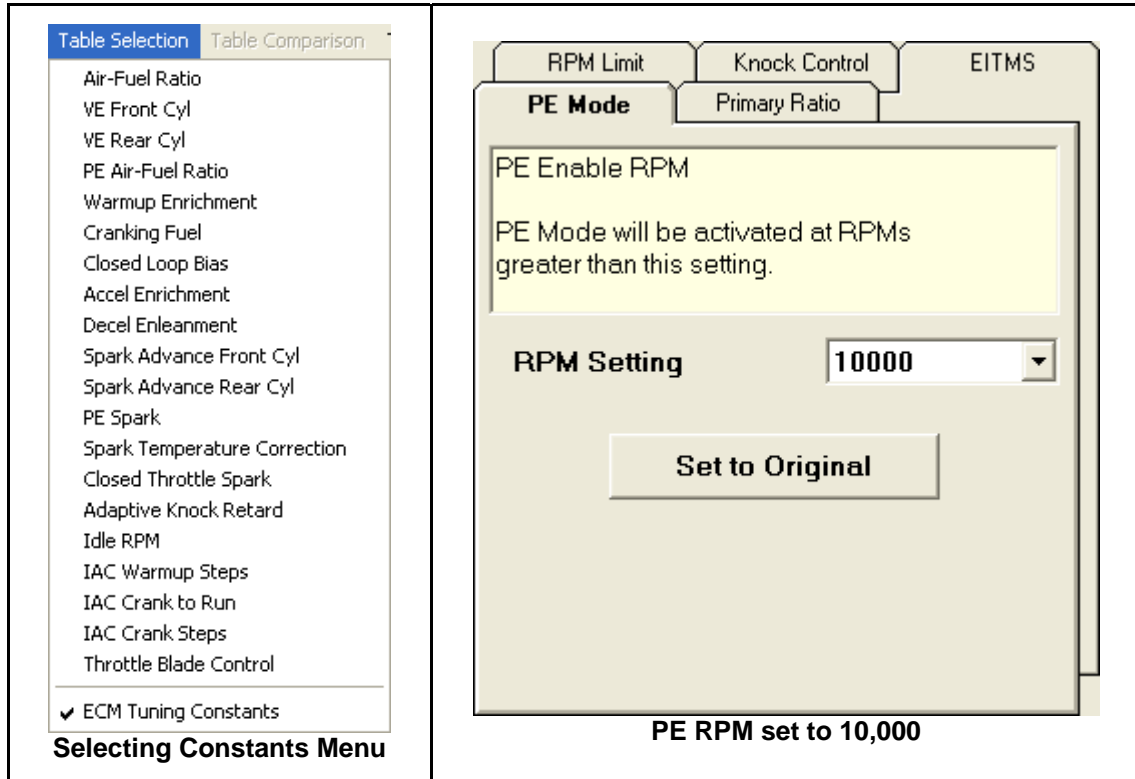 Table Selection Table Comparison
Air-Fuel Ratio
VE Front Cyl
VE Rear Cyl
PE Air-Fuel Ratio
Warmup Enrichment
Cranking Fuel
Closed Loop Bias
Accel Enrichment
Decel Enleanment
Spark Advance Front Cyl
Spark Advance Rear Cyl
PE Spark
Spark Temperature Correction
Closed Throttle Spark
Adaptive Knock Retard
Idle RPM
IAC Warmup Steps
IAC Crank to Run
IAC Crank Steps
Throttle Blade Control
ECM Tuning Constants
Selecting Constants Menu
RPM Limit Knock Control EITMS
PE Mode Primary Ratio
PE Enable RPM
PE Mode will be activated at RPMs
greater than this setting.
RPM Setting 10000
Set to Original
PE RPM set to 10,000